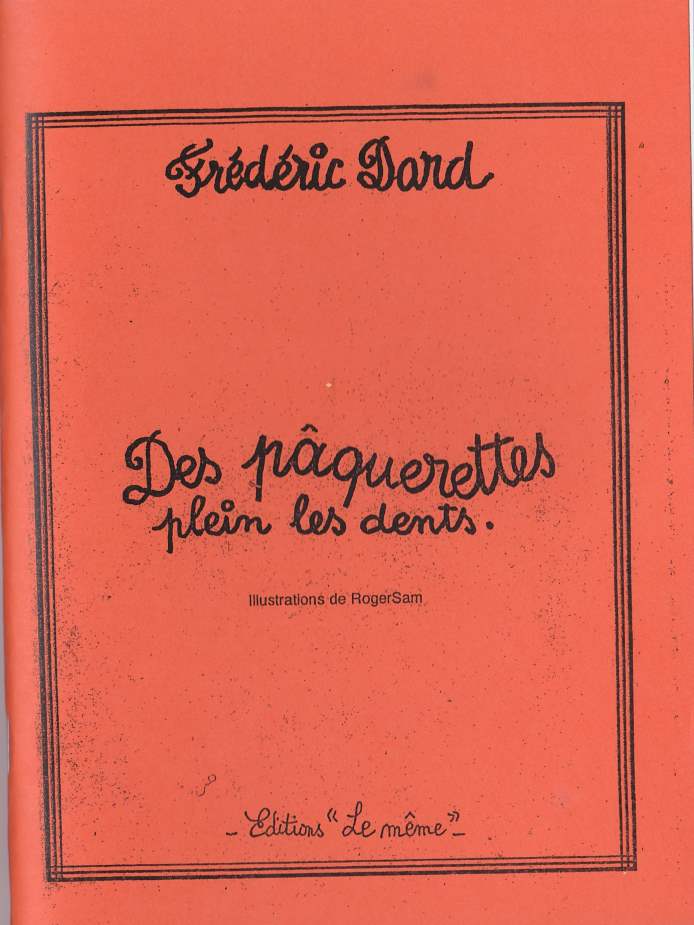 Frédéric Dard
Des pâquerettes
plein les dents.
Illustrations de RogerSam
- Editions "Le même" -